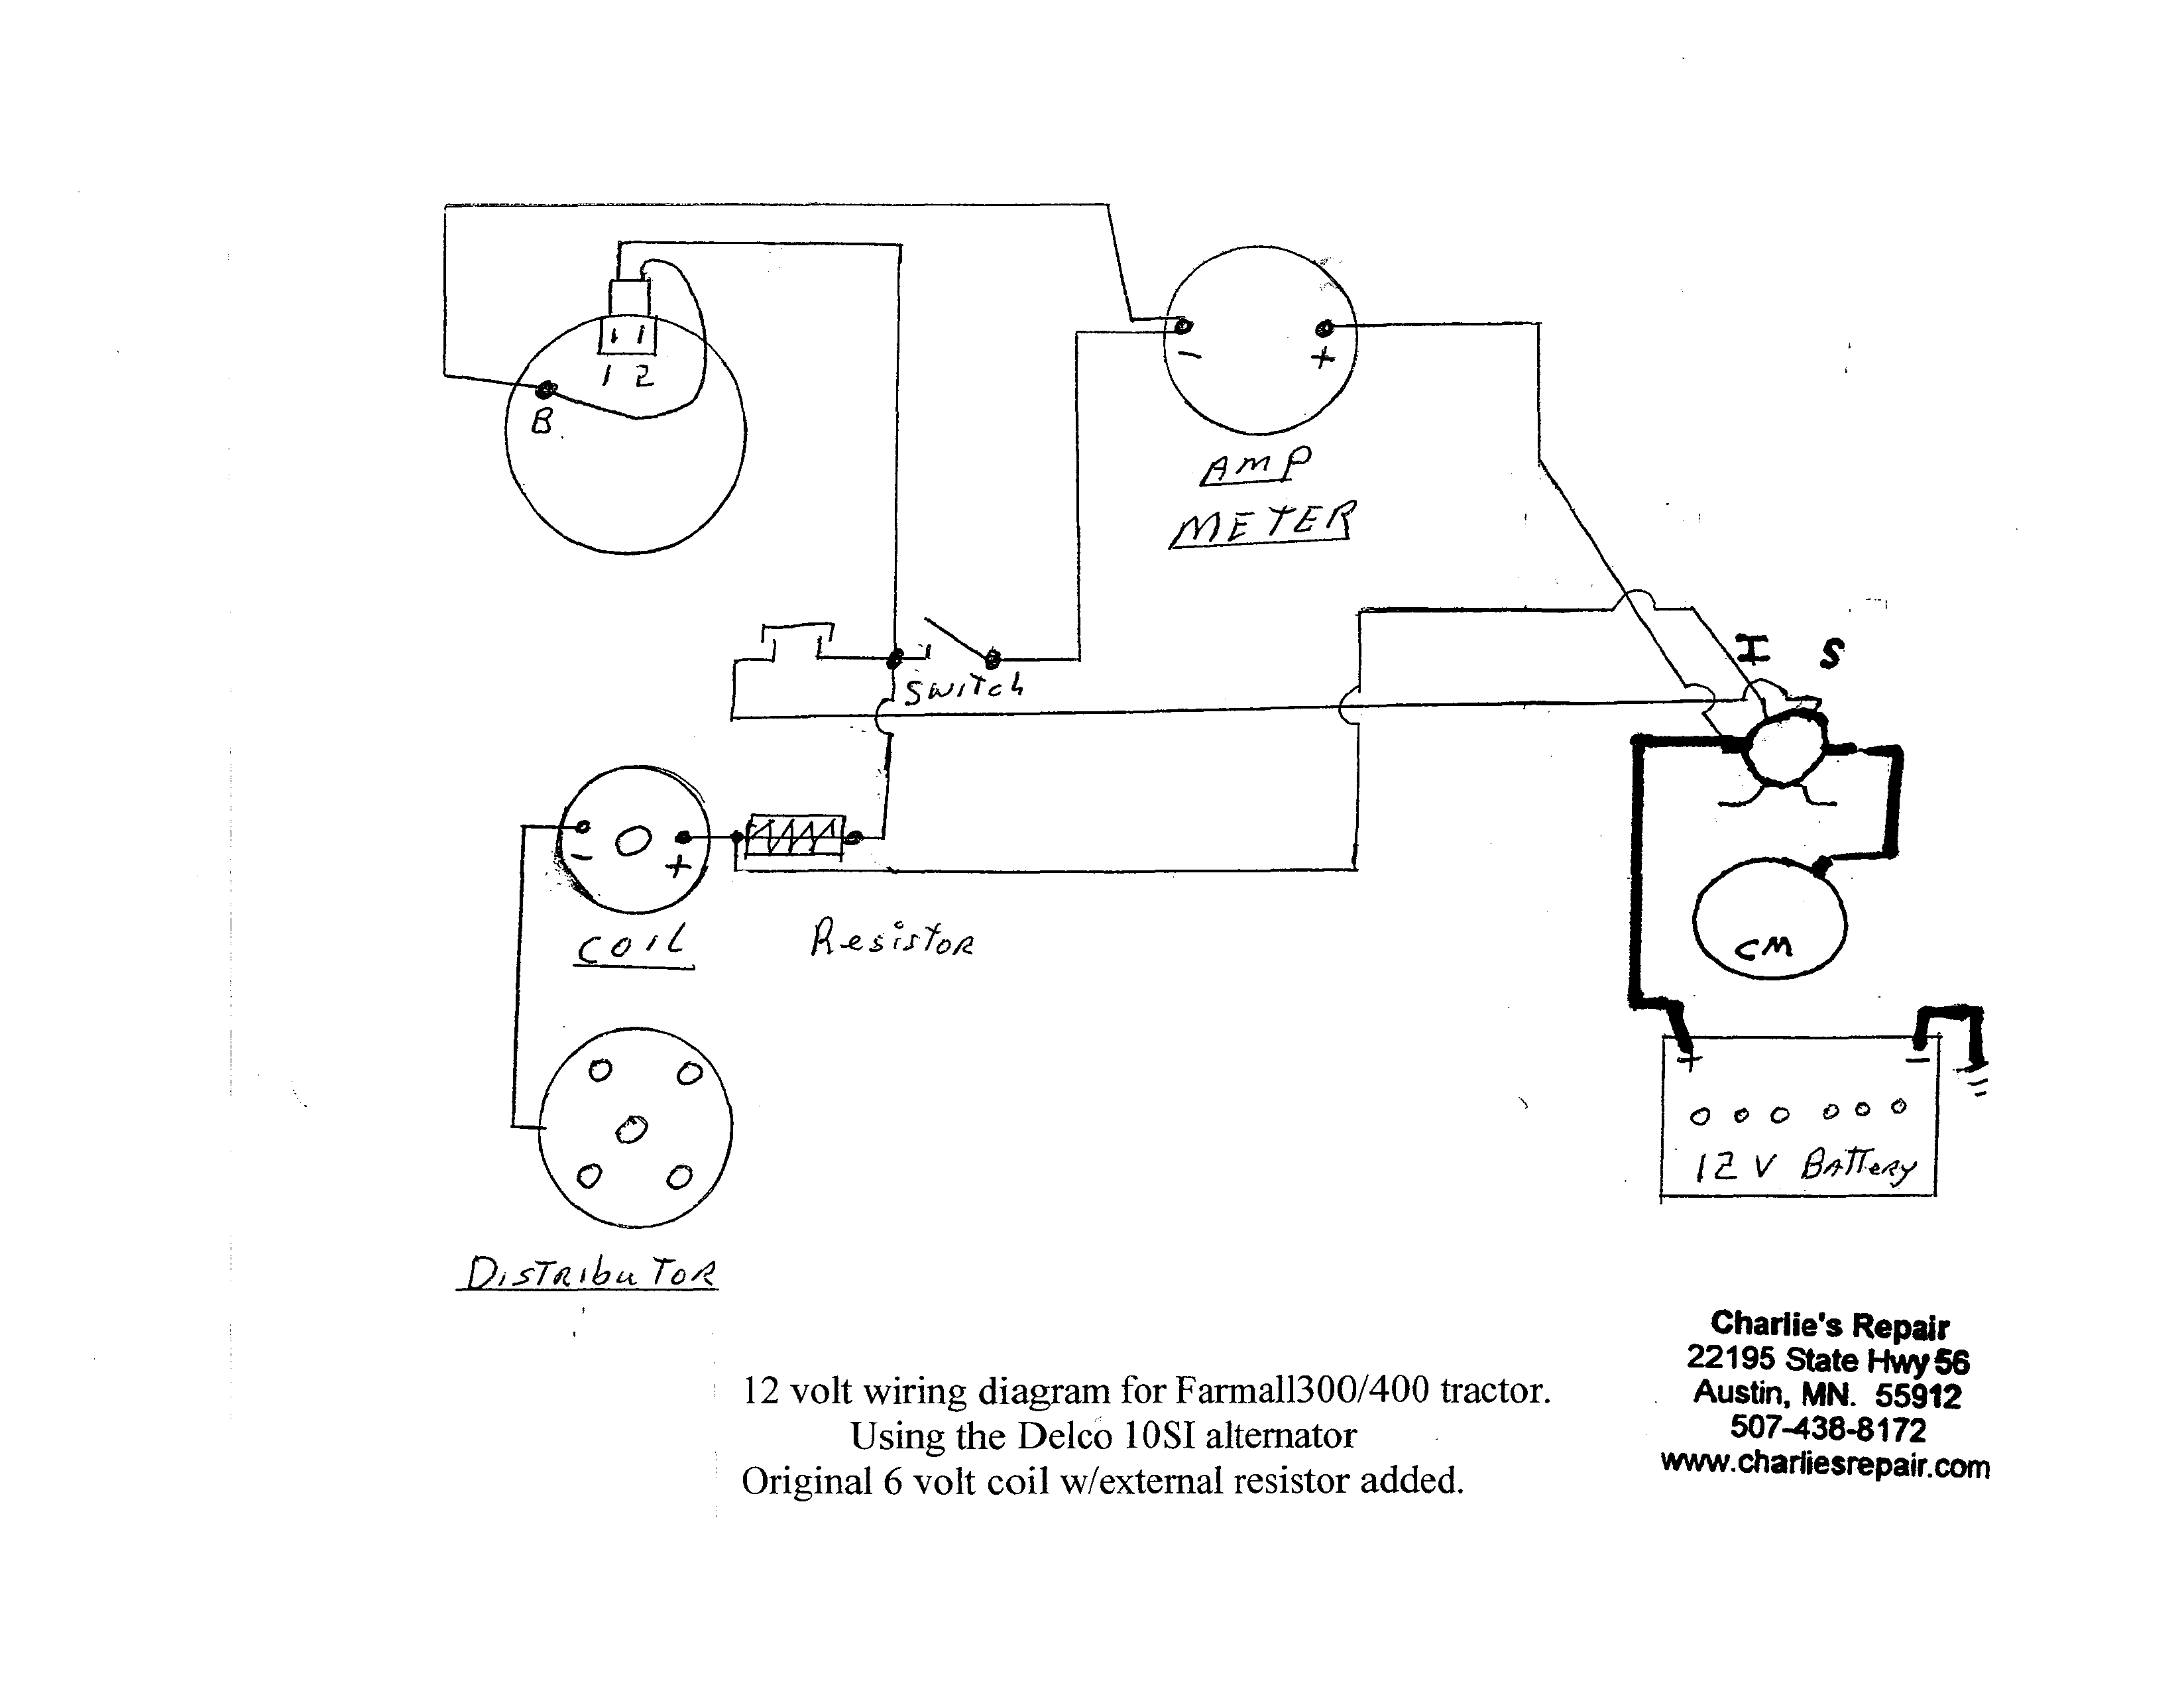 1 2
B
-
+
AMP
METER
I S
Switch
-
+
COIL
Resistor
CM
+
-
12 V BATTERY
DISTRIBUTOR
Charlie's Repair
22195 State Hwy 56
Austin, MN. 55912
507-438-8172
www.charliesrepair.com
12 volt wiring diagram for Farmall300/400 tractor.
Using the Delco 10SI alternator
Original 6 volt coil w/external resistor added.